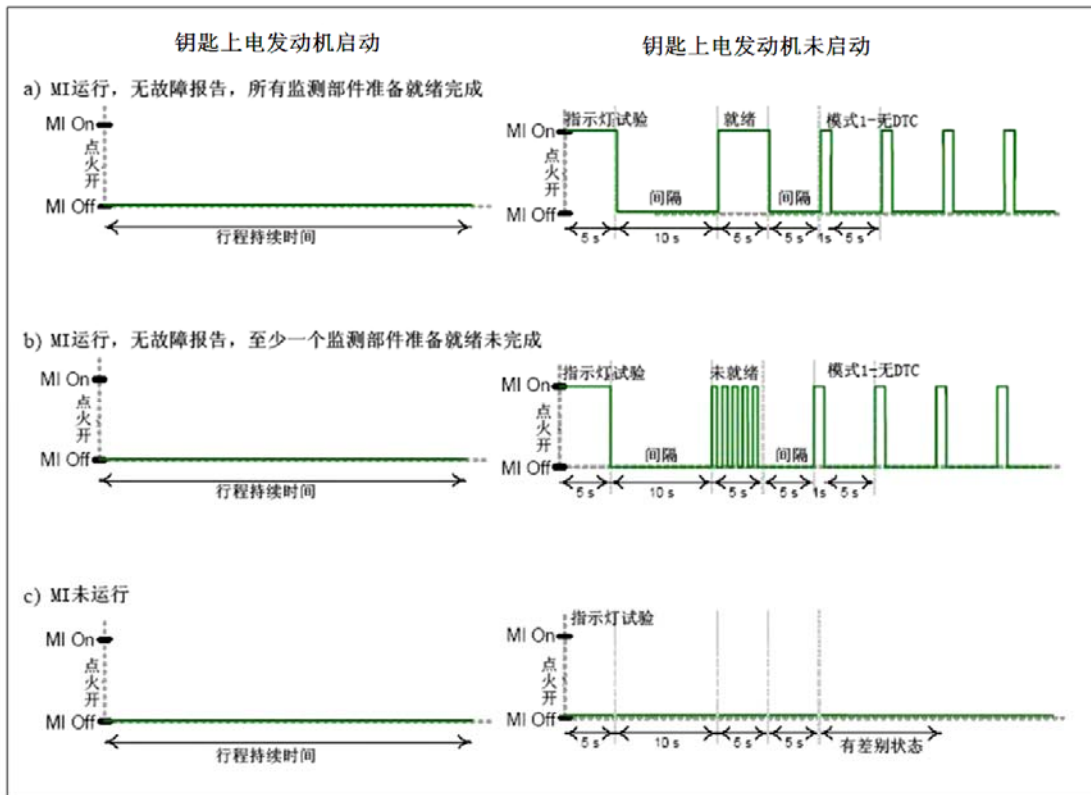 钥匙上电发动机启动
钥匙上电发动机未启动
a) MI运行，无故障报告，所有监测部件准备就绪完成
MI On
点火开
MI Off
行程持续时间
指示灯试验
就绪
模式1-无DTC
MI On
点火开
间隔
间隔
MI Off
5 s
10 s
5 s
5 s
1s
5 s
b) MI运行，无故障报告，至少一个监测部件准备就绪未完成
MI On
点火开
MI Off
行程持续时间
指示灯试验
未就绪
模式1-无DTC
MI On
点火开
间隔
间隔
MI Off
5 s
10 s
5 s
5 s
1s
5 s
c) MI未运行
MI On
点火开
MI Off
行程持续时间
指示灯试验
MI On
点火开
MI Off
5 s
10 s
5 s
5 s
有差别状态